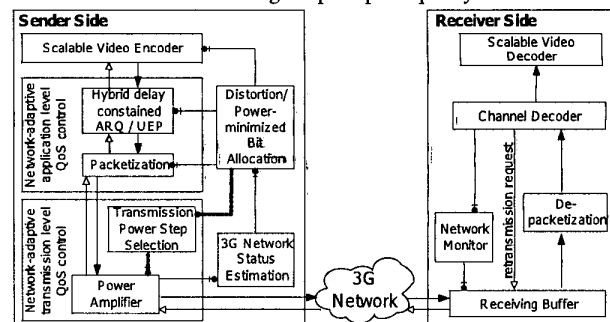 Sender Side
Scalable Video Encoder
Network-adaptive
application level
QoS control
Hybrid delay
constained
ARQ / UEP
Packetization
Distortion/
Power-
minimized
Bit
Allocation
Network-adaptive
transmission level
QoS control
Transmission
Power Step
Selection
3G Network
Status
Estimation
Power
Amplifier
3G
Network
Receiver Side
Scalable Video
Decoder
Channel Decoder
retransmission request
Network
Monitor
De-
packetization
Receiving Buffer